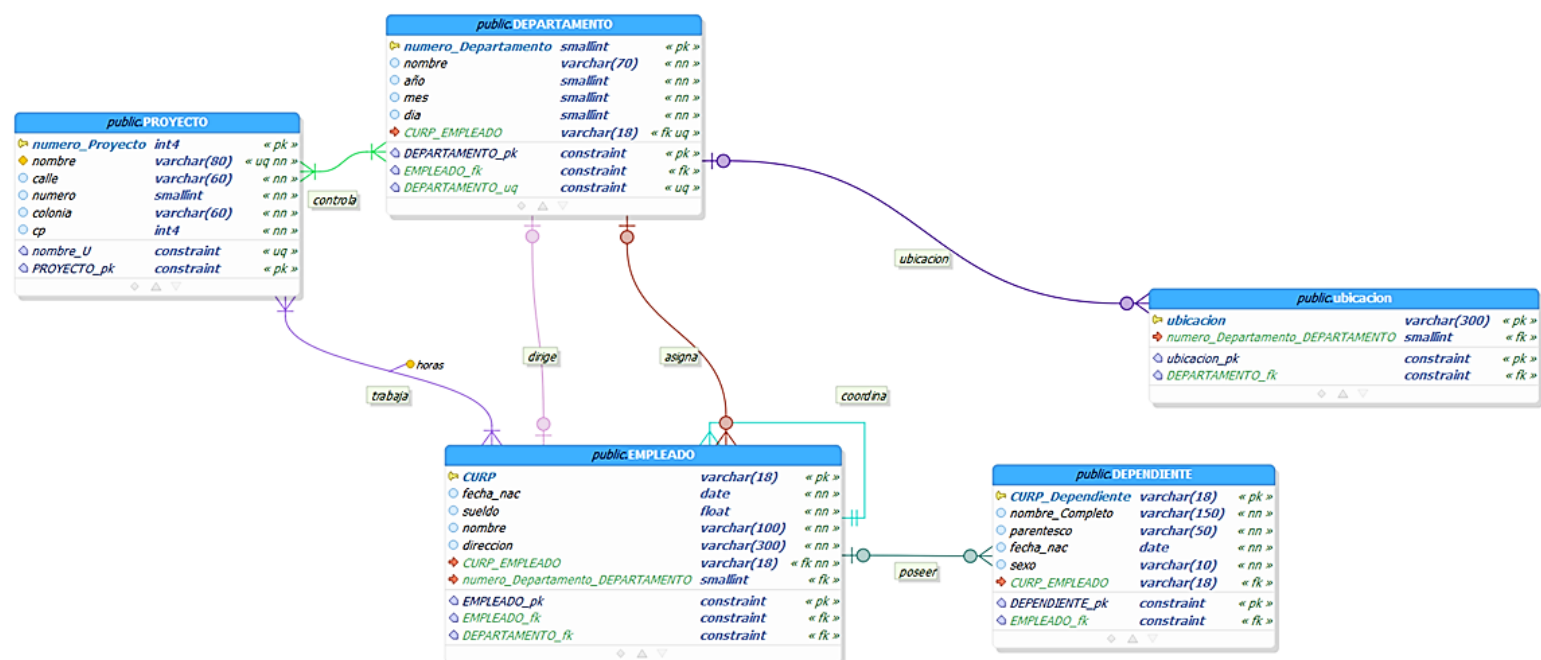 public.DEPARTAMENTO
numero_Departamento smallint « pk »
nombre varchar(70) « nn »
año smallint « nn »
mes smallint « nn »
dia smallint « nn »
CURP_EMPLEADO varchar(18) « fk uq »
DEPARTAMENTO_pk constraint « pk »
EMPLEADO_fk constraint « fk »
DEPARTAMENTO_uq constraint « uq »
public.PROYECTO
numero_Proyecto int4 « pk »
nombre varchar(80) « uq nn »
calle varchar(60) « nn »
numero smallint « nn »
colonia varchar(60) « nn »
cp int4 « nn »
nombre_U constraint « uq »
PROYECTO_pk constraint « pk »
controla
ubicacion
public.ubicacion
ubicacion varchar(300) « pk »
numero_Departamento_DEPARTAMENTO smallint « fk »
ubicacion_pk constraint « pk »
DEPARTAMENTO_fk constraint « fk »
dirige
asigna
horas
trabaja
coordina
public.EMPLEADO
CURP varchar(18) « pk »
fecha_nac date « nn »
sueldo float « nn »
nombre varchar(100) « nn »
direccion varchar(300) « nn »
CURP_EMPLEADO varchar(18) « fk nn »
numero_Departamento_DEPARTAMENTO smallint « fk »
EMPLEADO_pk constraint « pk »
EMPLEADO_fk constraint « fk »
DEPARTAMENTO_fk constraint « fk »
poseer
public.DEPENDIENTE
CURP_Dependiente varchar(18) « pk »
nombre_Completo varchar(150) « nn »
parentesco varchar(50) « nn »
fecha_nac date « nn »
sexo varchar(10) « nn »
CURP_EMPLEADO varchar(18) « fk »
DEPENDIENTE_pk constraint « pk »
EMPLEADO_fk constraint « fk »